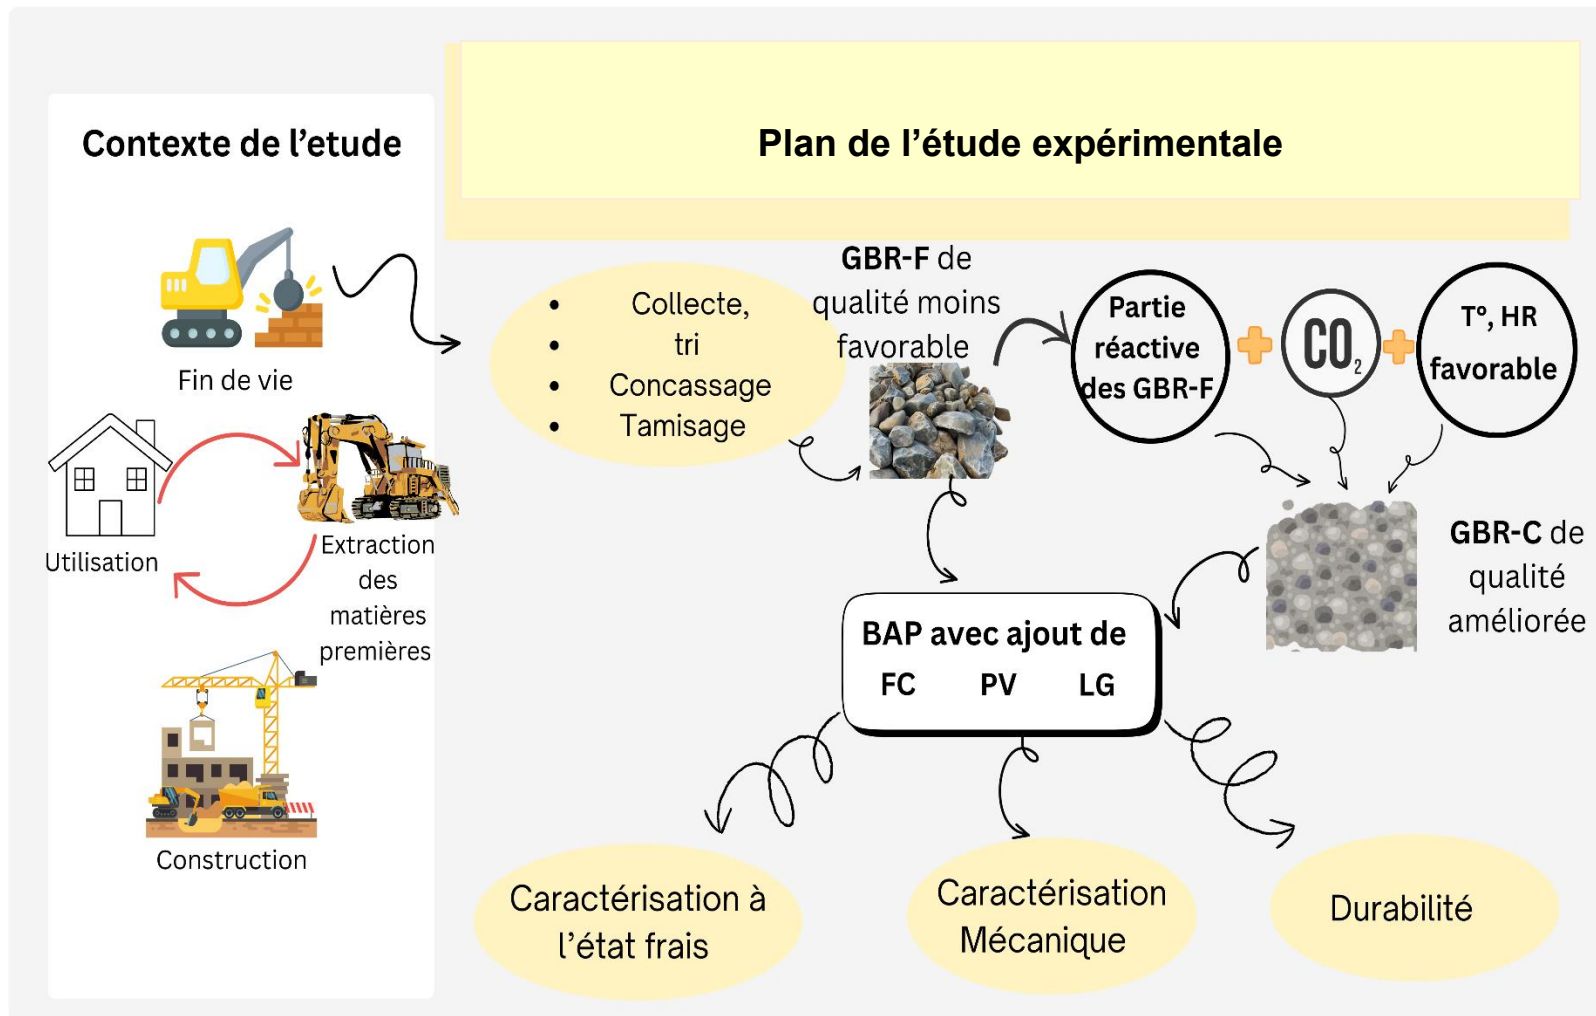 Contexte de l'etude
Fin de vie
Utilisation
Extraction
des
matières
premières
Construction
Plan de l'étude expérimentale
• Collecte,
• tri
• Concassage
• Tamisage
GBR-F de
qualité moins
favorable
Partie
réactive
des GBR-F
CO₂
T°, HR
favorable
GBR-C de
qualité
améliorée
BAP avec ajout de
FC PV LG
Caractérisation à
l'état frais
Caractérisation
Mécanique
Durabilité